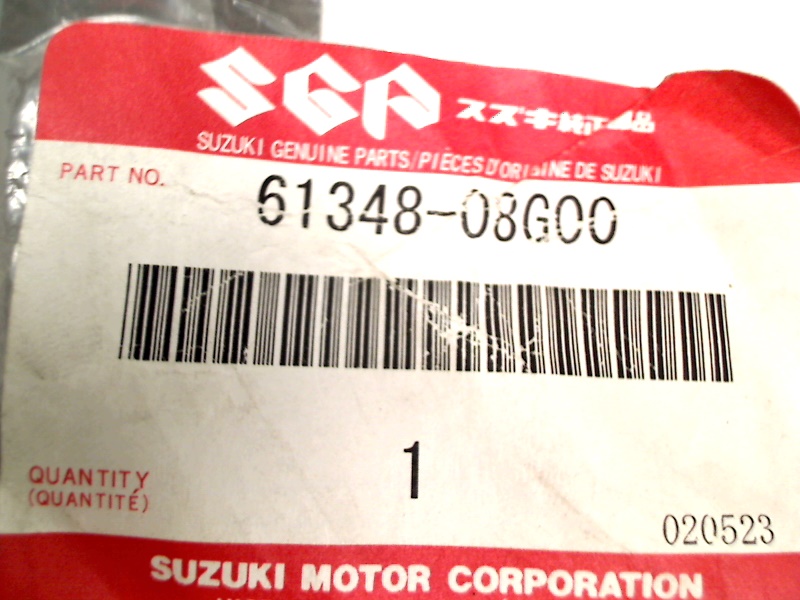 SGP スズキ純正部品
SUZUKI GENUINE PARTS/PIÈCES D'ORIGINE DE SUZUKI
PART NO.
61348-08G00
1
QUANTITY
(QUANTITÉ)
020523
SUZUKI MOTOR CORPORATION